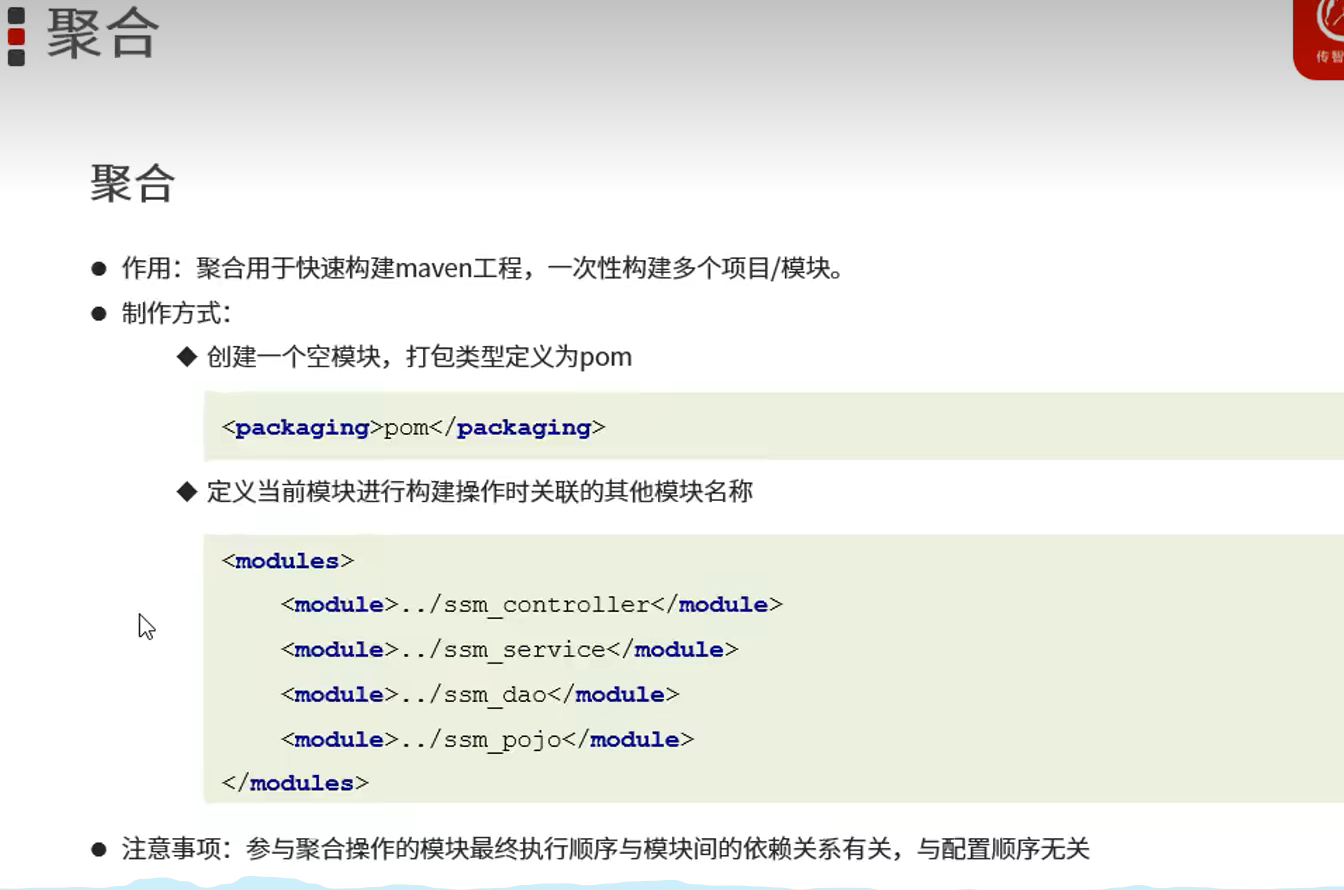 聚合
传智
聚合
作用：聚合用于快速构建maven工程，一次性构建多个项目/模块。
制作方式：
创建一个空模块，打包类型定义为pom
<packaging>pom</packaging>
定义当前模块进行构建操作时关联的其他模块名称
<modules>
<module>../ssm_controller</module>
<module>../ssm_service</module>
<module>../ssm_dao</module>
<module>../ssm_pojo</module>
</modules>
注意事项：参与聚合操作的模块最终执行顺序与模块间的依赖关系有关，与配置顺序无关